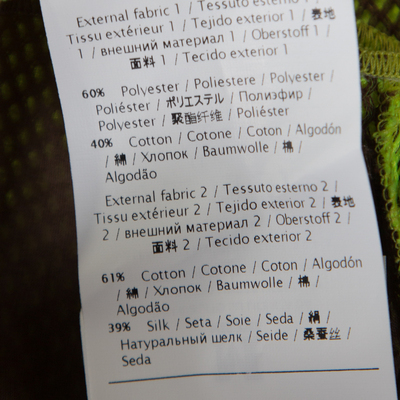 External fabric 1 / Tessuto esterno 1 /
Tissu extérieur 1 / Tejido exterior 1 / 表地
1 / внешний материал 1 / Oberstoff 1 /
面料 1 / Tecido exterior 1
60% Polyester / Poliestere / Polyester /
Poliéster / ポリエステル / Полиэфир /
Polyester / 聚酯纤维 / Poliéster
40% Cotton / Cotone / Coton / Algodón
/ 綿 / Хлопок / Baumwolle / 棉 /
Algodão
External fabric 2 / Tessuto esterno 2 /
Tissu extérieur 2 / Tejido exterior 2 / 表地
2 / внешний материал 2 / Oberstoff 2 /
面料 2 / Tecido exterior 2
61% Cotton / Cotone / Coton / Algodón
/ 綿 / Хлопок / Baumwolle / 棉 /
Algodão
39% Silk / Seta / Soie / Seda / 絹 /
Натуральный шелк / Seide / 桑蚕丝 /
Seda